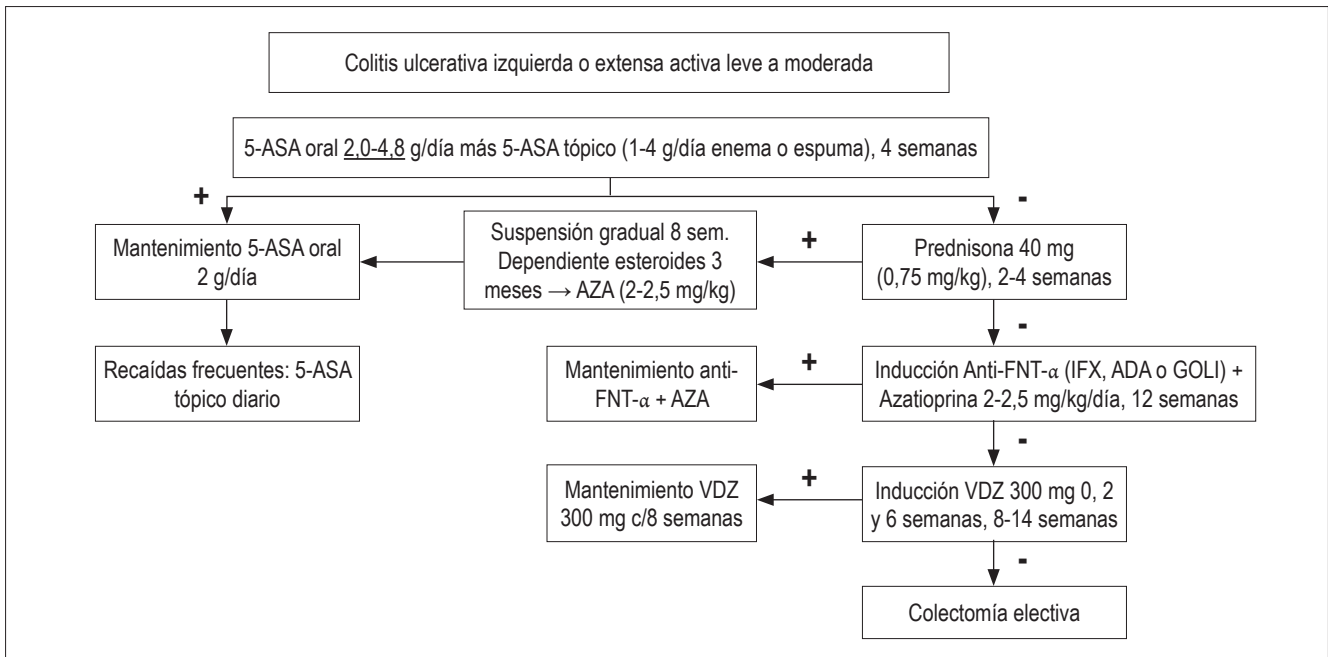 Colitis ulcerativa izquierda o extensa activa leve a moderada
5-ASA oral 2,0-4,8 g/día más 5-ASA tópico (1-4 g/día enema o espuma), 4 semanas
+
-
Mantenimiento 5-ASA oral
2 g/día
Suspensión gradual 8 sem.
Dependiente esteroides 3
meses → AZA (2-2,5 mg/kg)
+
Prednisona 40 mg
(0,75 mg/kg), 2-4 semanas
-
Recaídas frecuentes: 5-ASA
tópico diario
Mantenimiento anti-
FNT-α + AZA
+
Inducción Anti-FNT-α (IFX, ADA o GOLI) +
Azatioprina 2-2,5 mg/kg/día, 12 semanas
-
Mantenimiento VDZ
300 mg c/8 semanas
+
Inducción VDZ 300 mg 0, 2
y 6 semanas, 8-14 semanas
-
Colectomía electiva